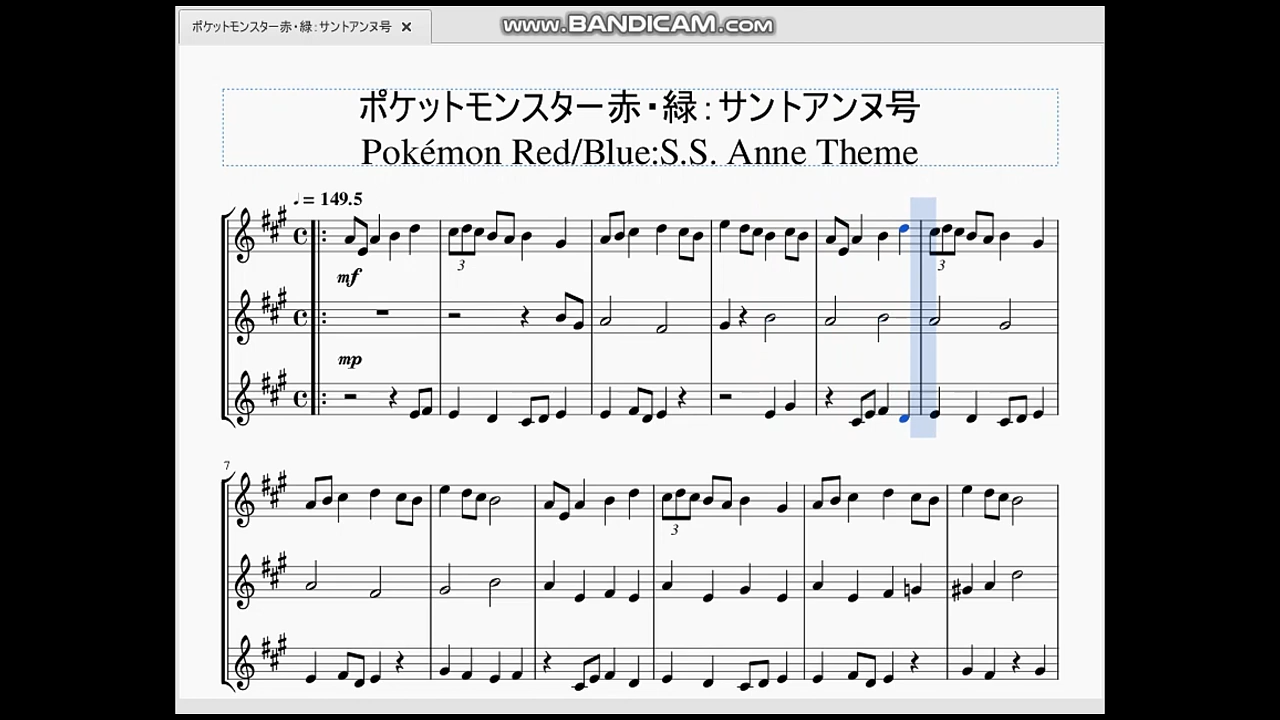 ポケットモンスター赤・緑：サントアンヌ号 ×
www.BANDICAM.com
ポケットモンスター赤・緑：サントアンヌ号
Pokémon Red/Blue:S.S. Anne Theme
♩ = 149.5
3
3
mf
mp
7
3